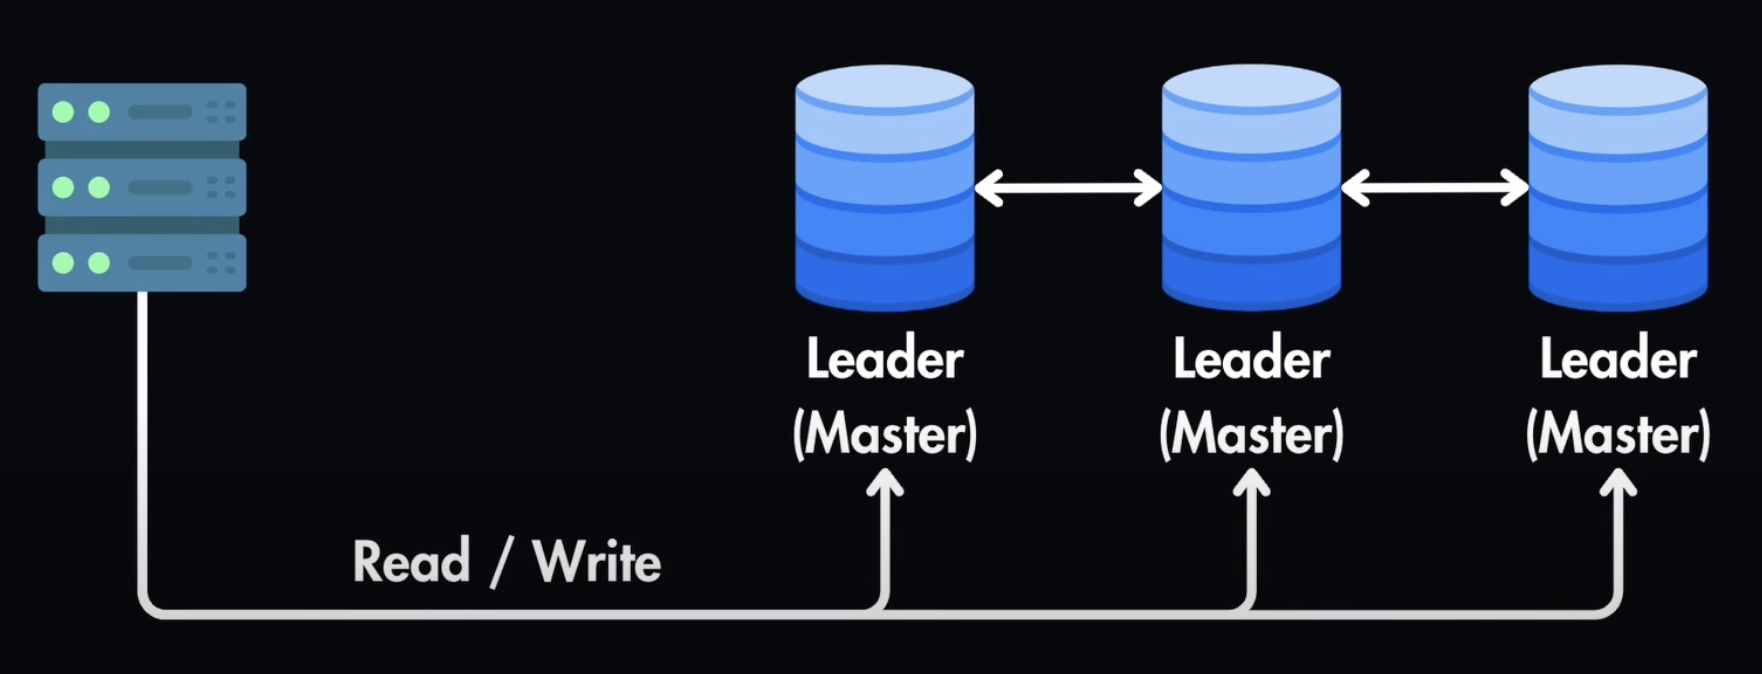 Leader
(Master)
Leader
(Master)
Leader
(Master)
Read / Write